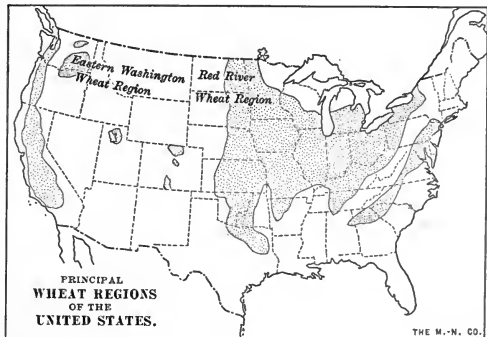 Eastern Washington
Wheat Region
Red River
Wheat Region
PRINCIPAL
WHEAT REGIONS
OF THE
UNITED STATES.
THE M.-N. CO.